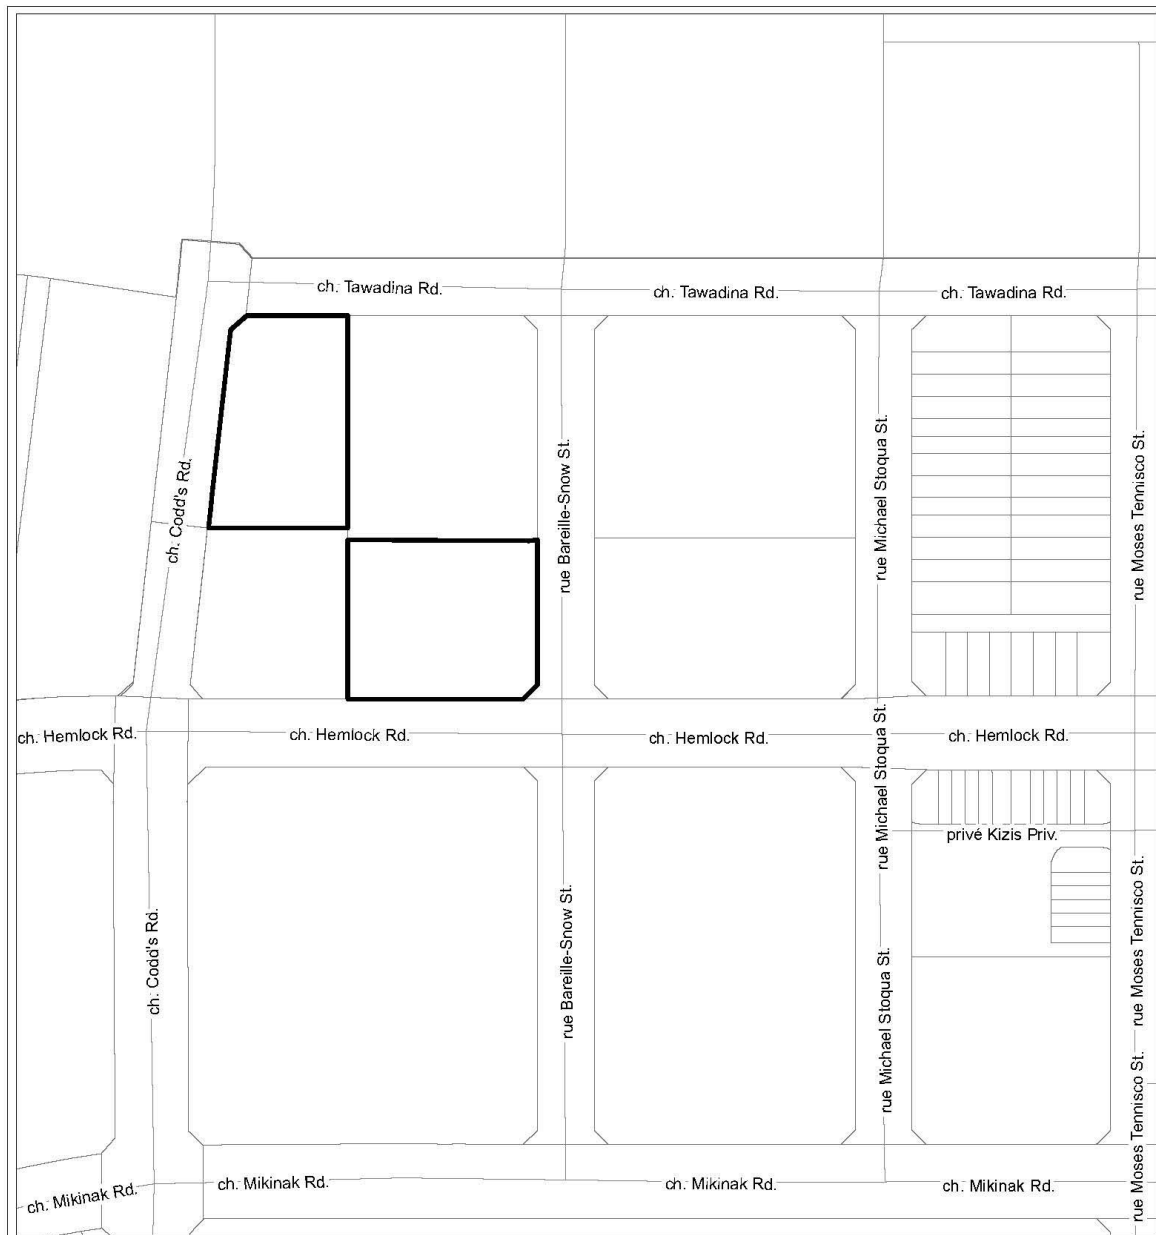 ch. Tawadina Rd.
ch. Tawadina Rd.
ch. Tawadina Rd.
ch. Codd's Rd.
rue Bareille-Snow St.
rue Michael Stoqua St.
rue Moses Tennisco St.
ch. Hemlock Rd.
ch. Hemlock Rd.
ch. Hemlock Rd.
ch. Hemlock Rd.
rue Michael Stoqua St.
privé Kizis Priv.
ch. Codd's Rd.
rue Bareille-Snow St.
rue Michael Stoqua St.
rue Moses Tennisco St.
rue Moses Tennisco St.
ch. Mikinak Rd.
ch. Mikinak Rd.
ch. Mikinak Rd.
ch. Mikinak Rd.